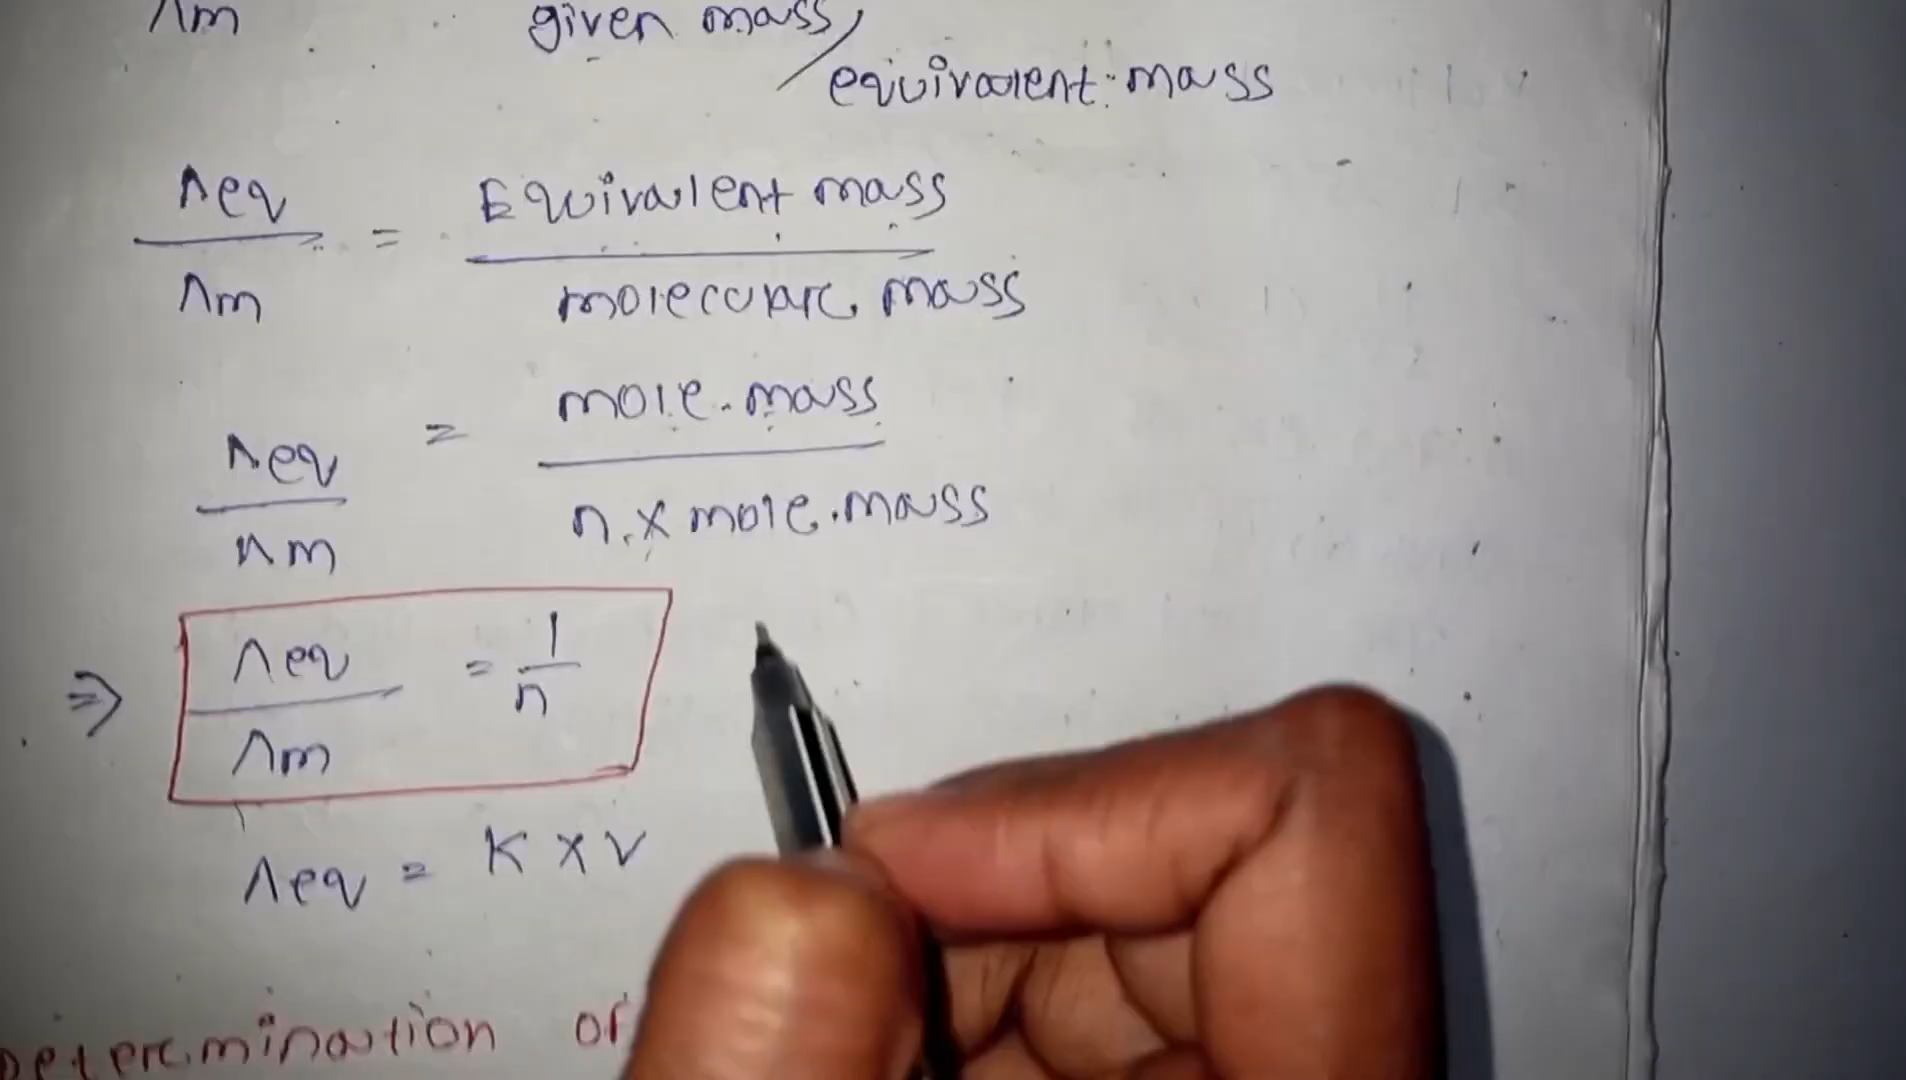 Λm given mass /
equivalent mass
Λeq = Equivalent mass
Λm molecular mass
Λeq = mole. mass
Λm n × mole. mass
⇒ Λeq = 1
Λm n
Λeq = K × V
Determination of